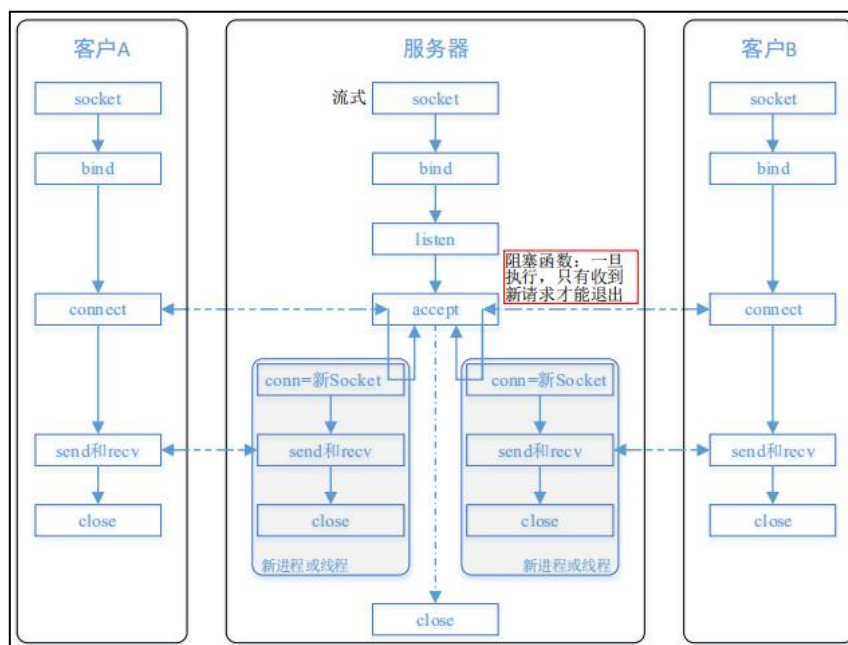 客户A
socket
bind
connect
send和recv
close
服务器
流式
socket
bind
listen
阻塞函数：一旦
执行，只有收到
新请求才能退出
accept
conn=新Socket
send和recv
close
新进程或线程
conn=新Socket
send和recv
close
新进程或线程
close
客户B
socket
bind
connect
send和recv
close